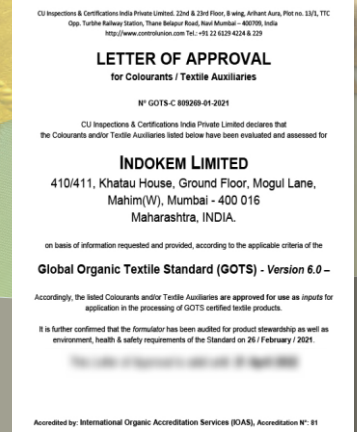 CU Inspections & Certifications India Private Limited. 22nd & 23rd Floor, B wing, Arihant Aura, Plot no. 13/1, TTC
Opp. Turbhe Railway Station, Thane Belapur Road, Navi Mumbai – 400709, India
http://www.controlunion.com Tel.: +91 22 6129 4224 & 229
LETTER OF APPROVAL
for Colourants / Textile Auxiliaries
N° GOTS-C 809269-01-2021
CU Inspections & Certifications India Private Limited declares that
the Colourants and/or Textile Auxiliaries listed below have been evaluated and assessed for
INDOKEM LIMITED
410/411, Khatau House, Ground Floor, Mogul Lane,
Mahim(W), Mumbai - 400 016
Maharashtra, INDIA.
on basis of information requested and provided, according to the applicable criteria of the
Global Organic Textile Standard (GOTS) - Version 6.0 –
Accordingly, the listed Colourants and/or Textile Auxiliaries are approved for use as inputs for
application in the processing of GOTS certified textile products.
It is further confirmed that the formulator has been audited for product stewardship as well as
environment, health & safety requirements of the Standard on 26 / February / 2021.
Accredited by: International Organic Accreditation Services (IOAS), Accreditation N°: 81